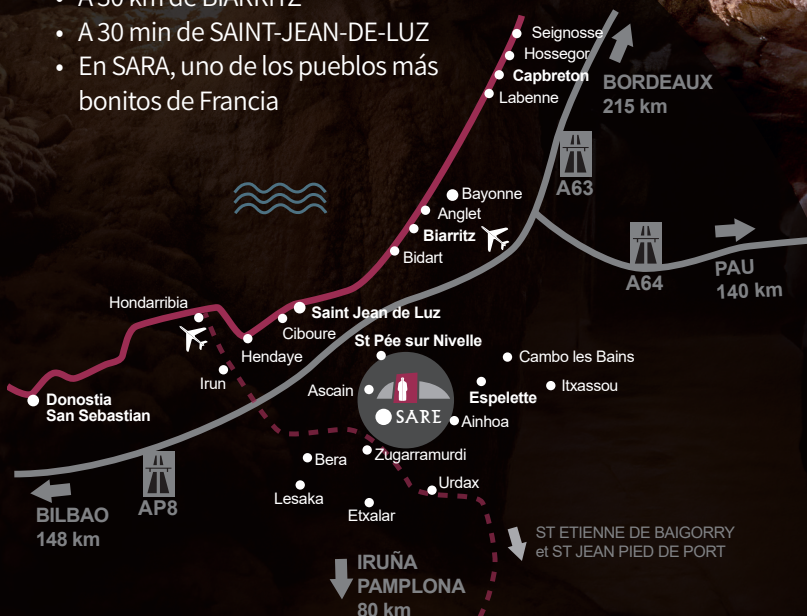 • A 30 km de BIARRITZ
• A 30 min de SAINT-JEAN-DE-LUZ
• En SARA, uno de los pueblos más
bonitos de Francia
Seignosse
Hossegor
Capbreton
Labenne
BORDEAUX
215 km
A63
Bayonne
Anglet
Biarritz
Bidart
A64
PAU
140 km
Hondarribia
Saint Jean de Luz
Ciboure
Hendaye
St Pée sur Nivelle
Irun
Cambo les Bains
Ascain
Espelette
Itxassou
Donostia
San Sebastian
SARE
Ainhoa
Bera
Zugarramurdi
Lesaka
Urdax
Etxalar
AP8
BILBAO
148 km
ST ETIENNE DE BAIGORRY
et ST JEAN PIED DE PORT
IRUÑA
PAMPLONA
80 km